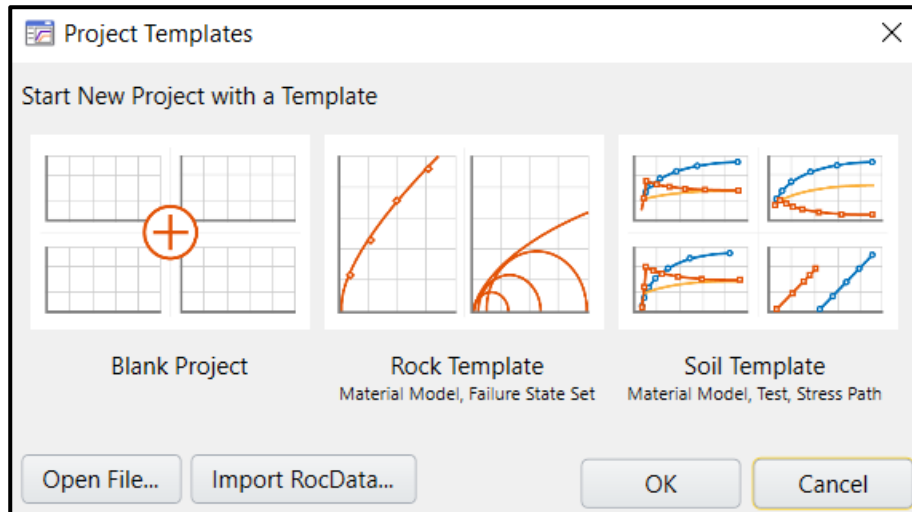 Project Templates
Start New Project with a Template
Blank Project
Rock Template
Material Model, Failure State Set
Soil Template
Material Model, Test, Stress Path
Open File...
Import RocData...
OK
Cancel